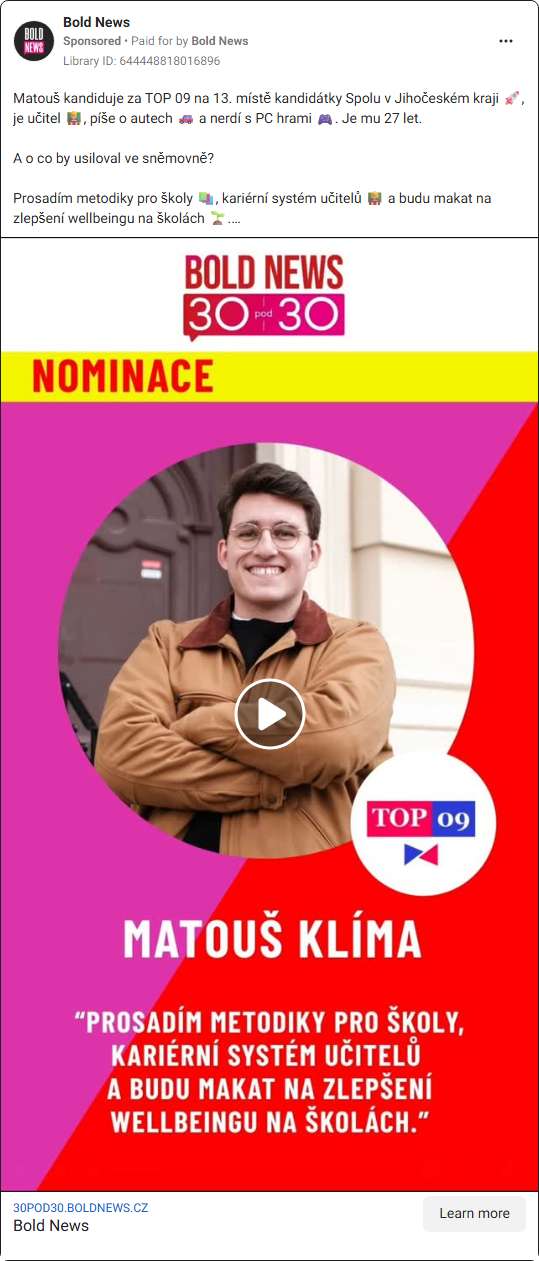 Bold News
Sponsored • Paid for by Bold News
Library ID: 644448818016896
Matouš kandiduje za TOP 09 na 13. místě kandidátky Spolu v Jihočeském kraji 🚀,
je učitel 👨‍🏫, píše o autech 🚗 a nerdí s PC hrami 🎮. Je mu 27 let.
A o co by usiloval ve sněmovně?
Prosadím metodiky pro školy 📚, kariérní systém učitelů 👨‍🏫 a budu makat na
zlepšení wellbeingu na školách 🌱....
BOLD NEWS
30 pod 30
NOMINACE
TOP 09
MATOUŠ KLÍMA
“PROSADÍM METODIKY PRO ŠKOLY,
KARIÉRNÍ SYSTÉM UČITELŮ
A BUDU MAKAT NA ZLEPŠENÍ
WELLBEINGU NA ŠKOLÁCH.”
30POD30.BOLDNEWS.CZ
Bold News
Learn more